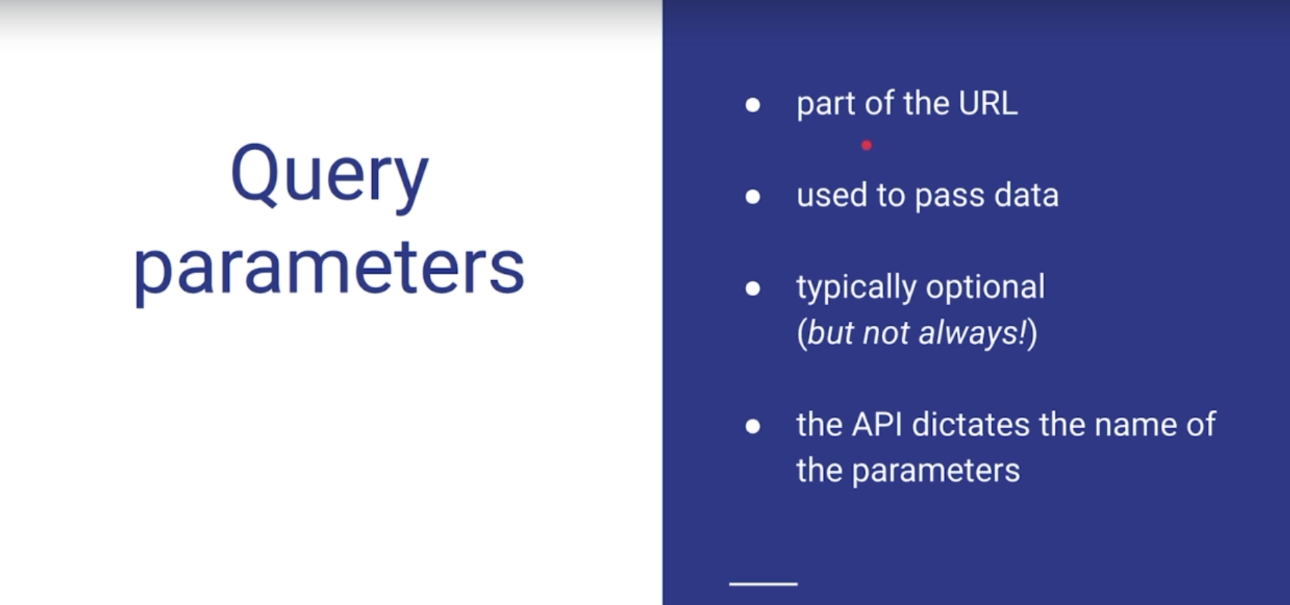 Query
parameters
● part of the URL
● used to pass data
● typically optional
(but not always!)
● the API dictates the name of
the parameters